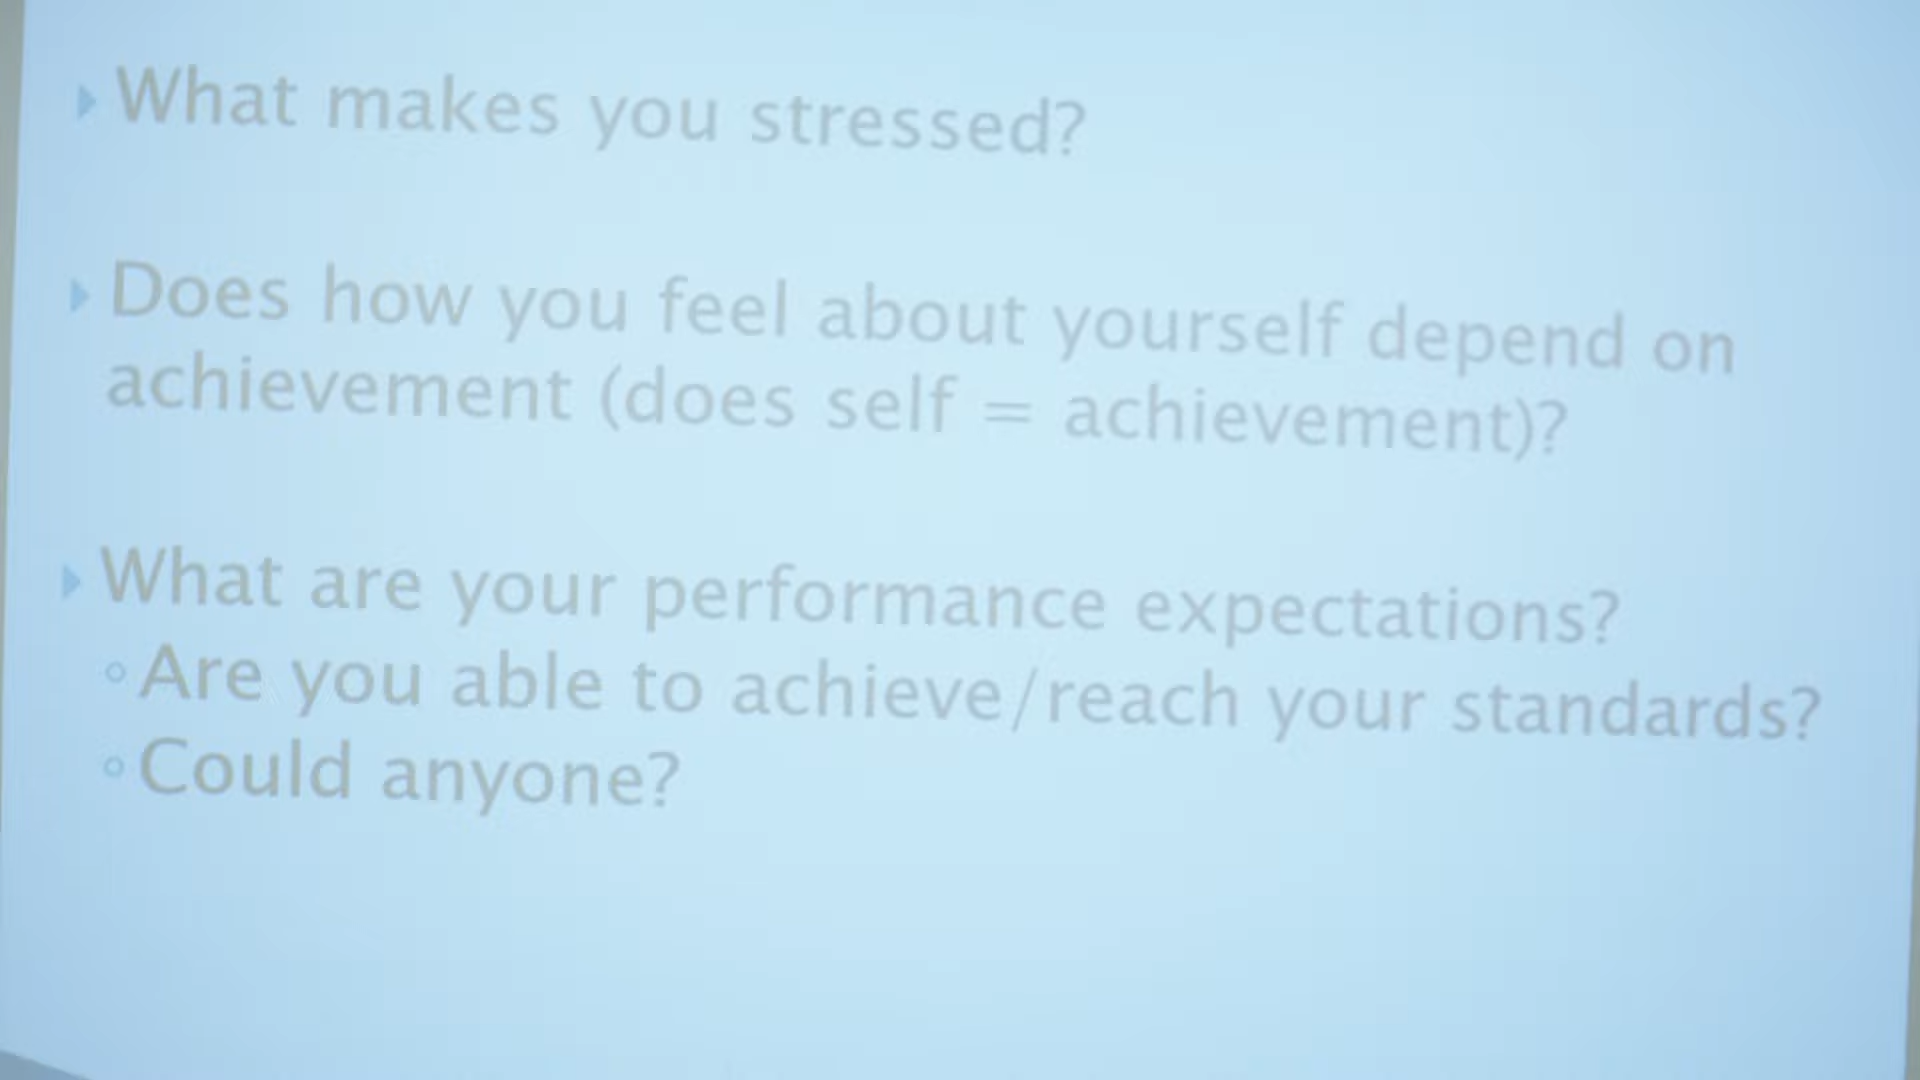 What makes you stressed?
Does how you feel about yourself depend on
achievement (does self = achievement)?
What are your performance expectations?
Are you able to achieve/reach your standards?
Could anyone?